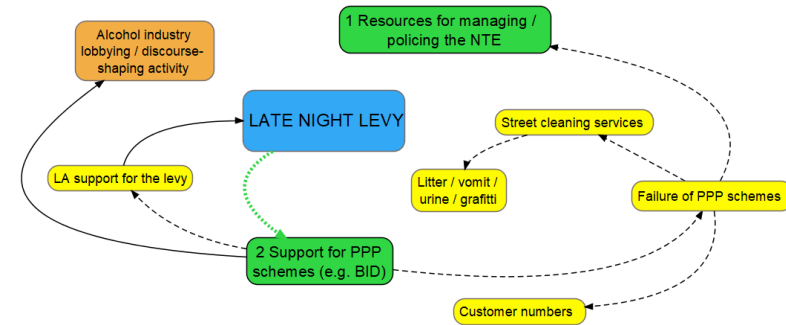 Alcohol industry
lobbying / discourse-
shaping activity
1 Resources for managing /
policing the NTE
LATE NIGHT LEVY
Street cleaning services
LA support for the levy
Litter / vomit /
urine / grafitti
Failure of PPP schemes
2 Support for PPP
schemes (e.g. BID)
Customer numbers